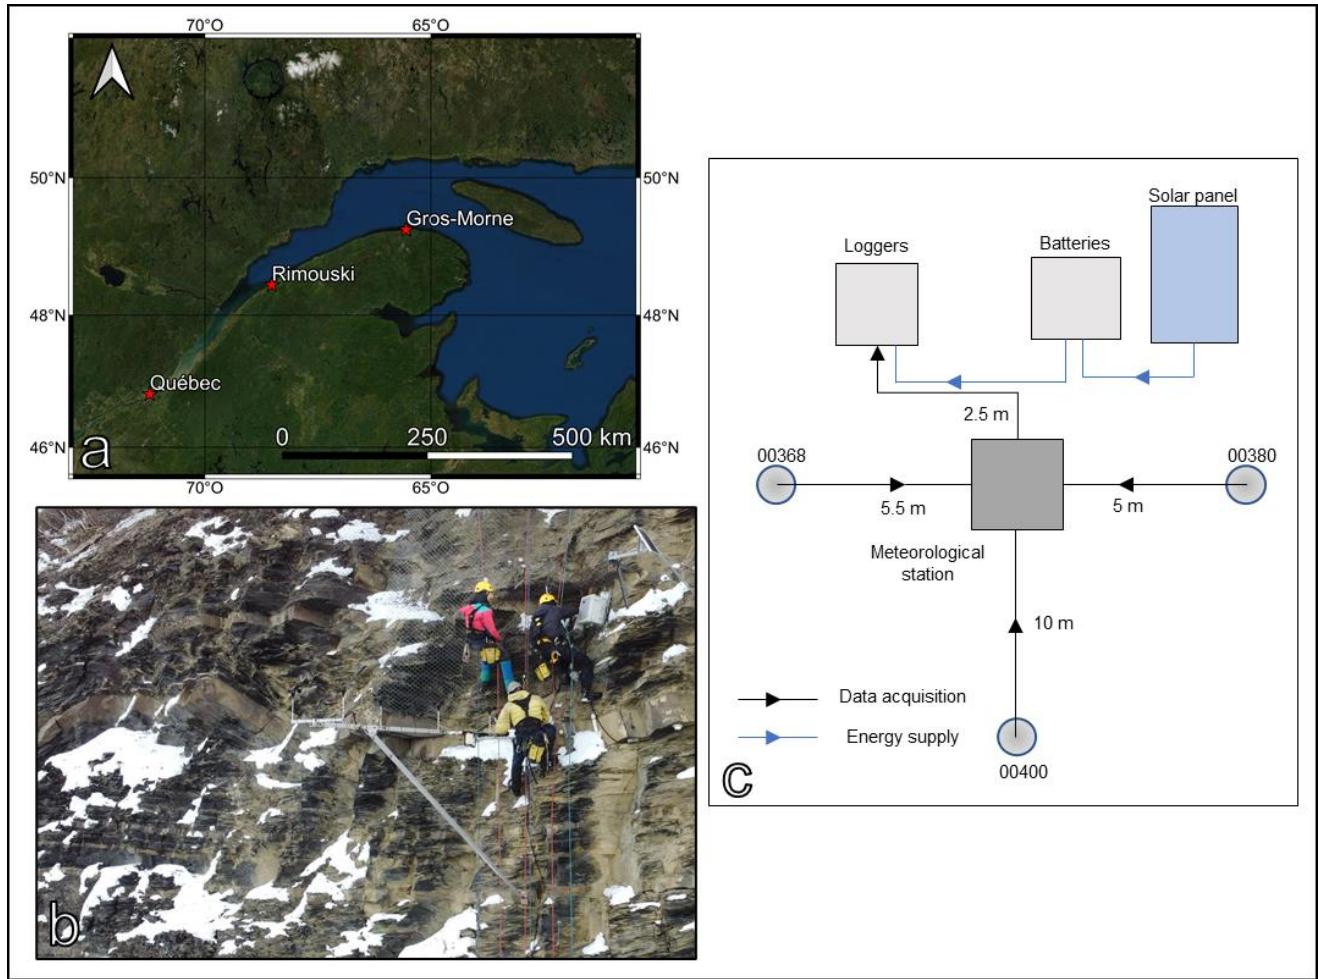 70°O
65°O
50°N
50°N
Gros-Morne
Rimouski
48°N
48°N
Québec
0
250
500 km
46°N
46°N
a
70°O
65°O
b
Solar panel
Loggers
Batteries
2.5 m
00368
00380
5.5 m
5 m
Meteorological
station
10 m
Data acquisition
Energy supply
00400
c